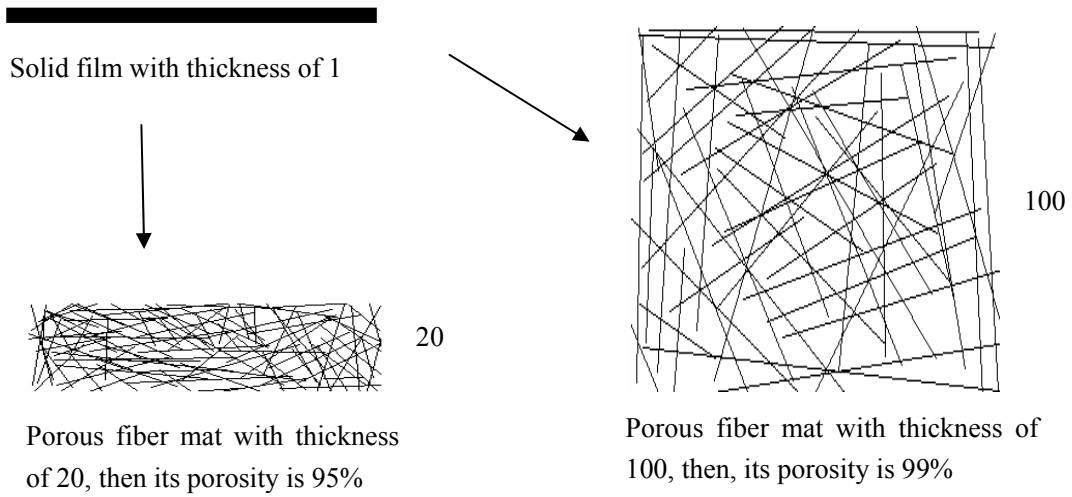 Solid film with thickness of 1
100
20
Porous fiber mat with thickness
of 20, then its porosity is 95%
Porous fiber mat with thickness of
100, then, its porosity is 99%